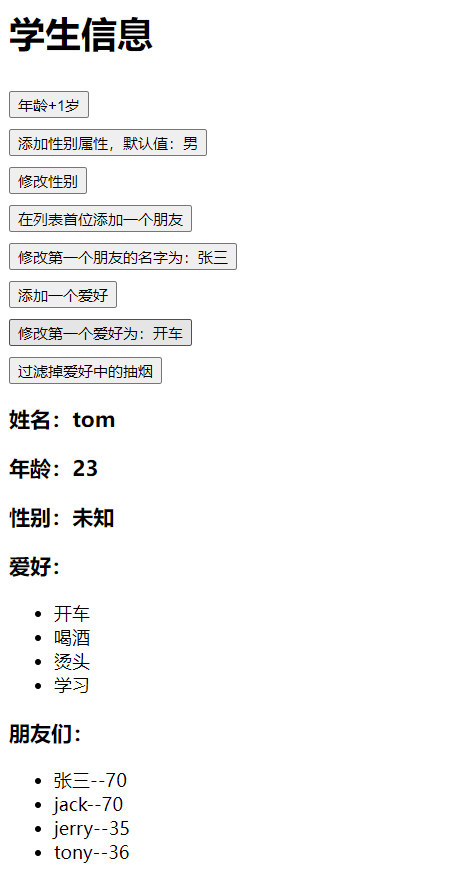 学生信息
年龄+1岁
添加性别属性，默认值：男
修改性别
在列表首位添加一个朋友
修改第一个朋友的名字为：张三
添加一个爱好
修改第一个爱好为：开车
过滤掉爱好中的抽烟
姓名：tom
年龄：23
性别：未知
爱好：
开车
喝酒
烫头
学习
朋友们：
张三--70
jack--70
jerry--35
tony--36